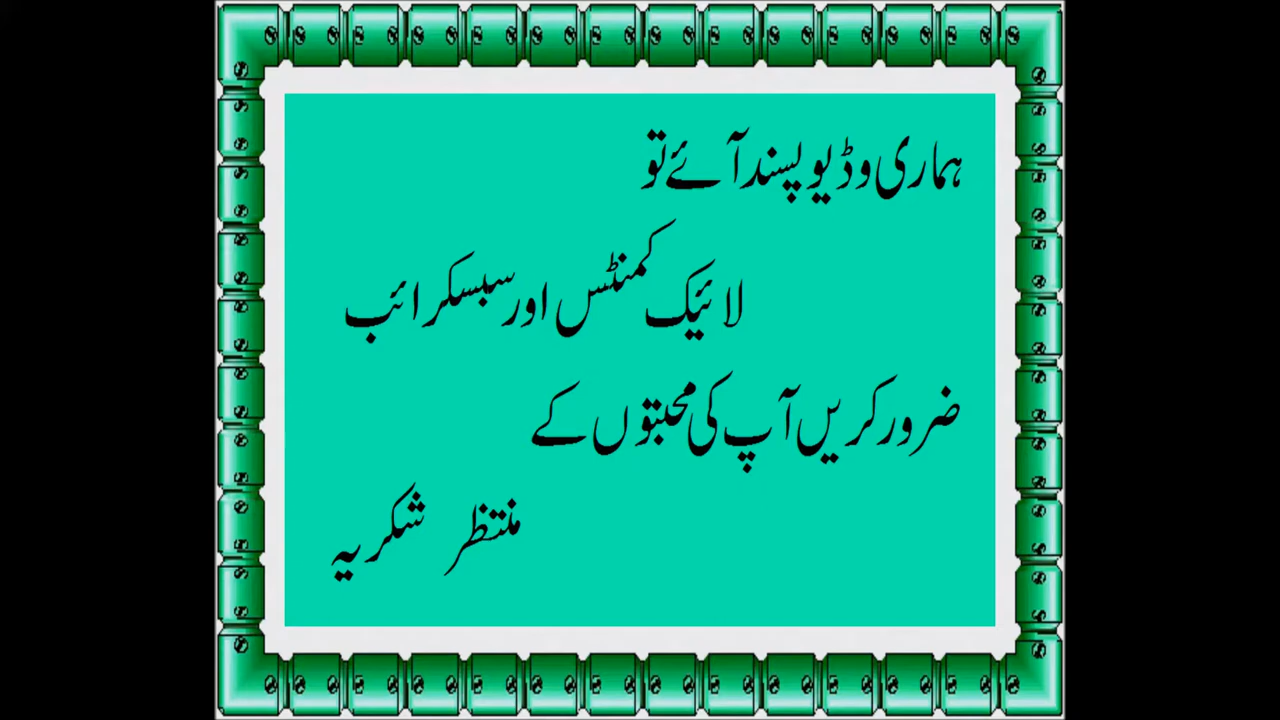 ہماری وڈیو پسند آئے تو
لائیک کمنٹس اور سبسکرائب
ضرور کریں آپ کی محبتوں کے
منتظر شکریہ